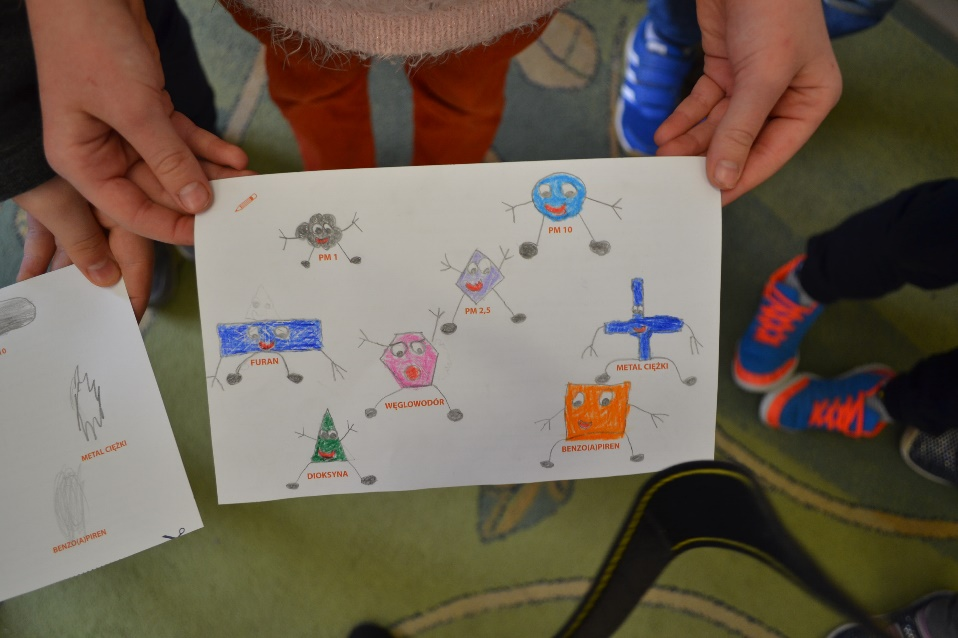 PM 1
PM 10
PM 2,5
FURAN
WĘGLOWODÓR
METAL CIĘŻKI
DIOKSYNA
BENZO(A)PIREN
METAL CIĘŻKI
BENZO(A)PIREN